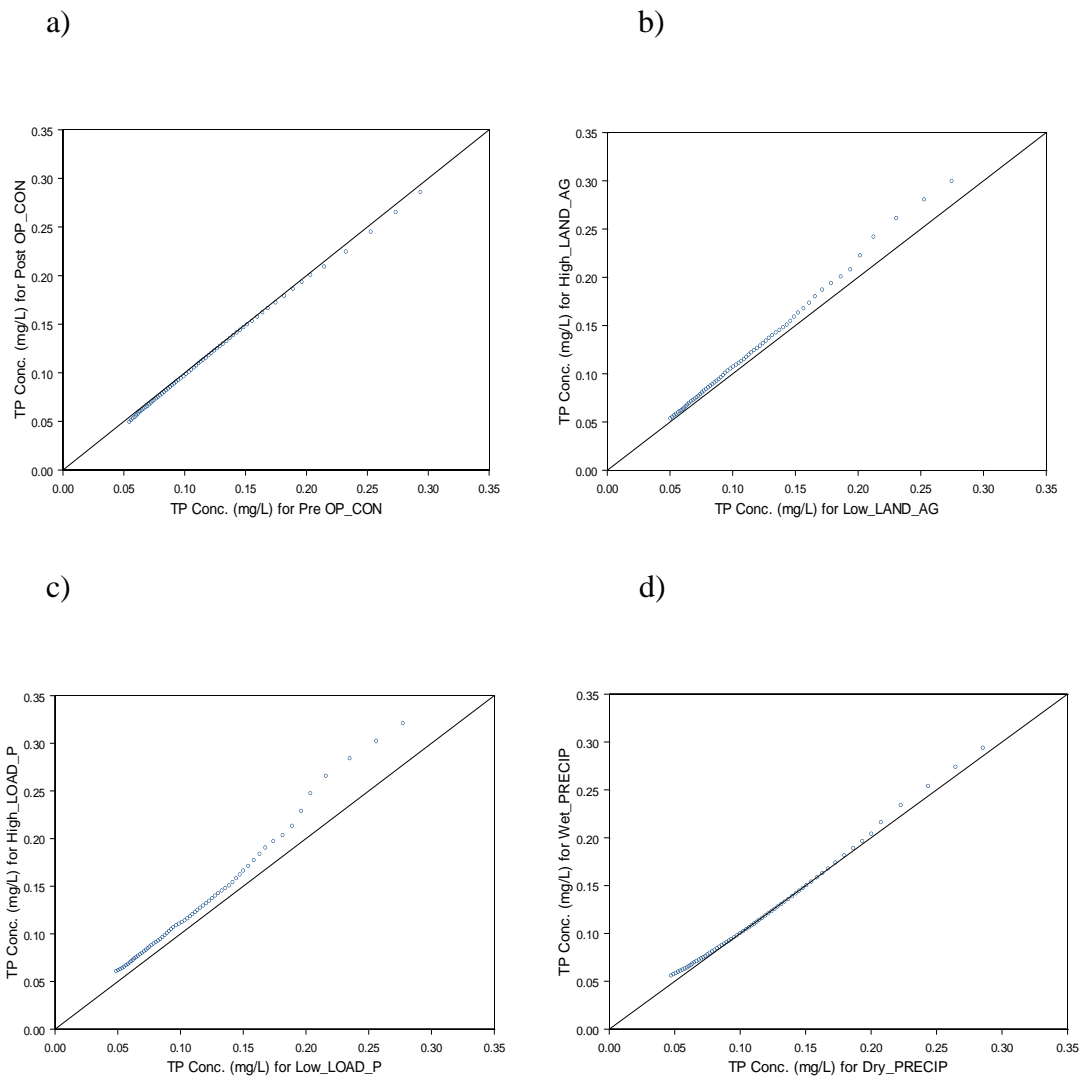 a)
0.35
0.30
0.25
0.20
0.15
0.10
0.05
0.00
TP Conc. (mg/L) for Post OP_CON
0.00 0.05 0.10 0.15 0.20 0.25 0.30 0.35
TP Conc. (mg/L) for Pre OP_CON
b)
0.35
0.30
0.25
0.20
0.15
0.10
0.05
0.00
TP Conc. (mg/L) for High_LAND_AG
0.00 0.05 0.10 0.15 0.20 0.25 0.30 0.35
TP Conc. (mg/L) for Low_LAND_AG
c)
0.35
0.30
0.25
0.20
0.15
0.10
0.05
0.00
TP Conc. (mg/L) for High_LOAD_P
0.00 0.05 0.10 0.15 0.20 0.25 0.30 0.35
TP Conc. (mg/L) for Low_LOAD_P
d)
0.35
0.30
0.25
0.20
0.15
0.10
0.05
0.00
TP Conc. (mg/L) for Wet_PRECIP
0.00 0.05 0.10 0.15 0.20 0.25 0.30 0.35
TP Conc. (mg/L) for Dry_PRECIP